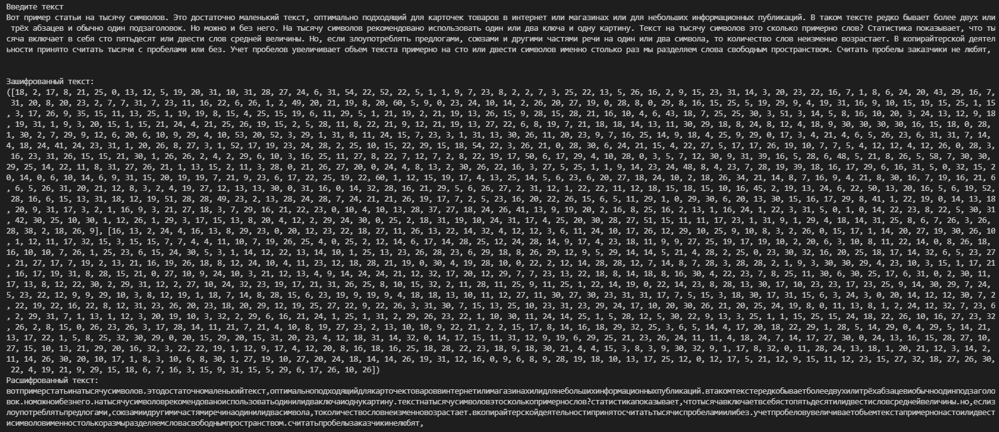 Введите текст
Вот пример статьи на тысячу символов. Это достаточно маленький текст, оптимально подходящий для карточек товаров в интернет или магазинах или для небольших информационных публикаций. В таком тексте редко бывает более двух или
трёх абзацев и обычно один подзаголовок. Но можно и без него. На тысячу символов рекомендовано использовать один или два ключа и одну картину. Текст на тысячу символов это сколько примерно слов? Статистика показывает, что ты
сяча включает в себя сто пятьдесят или двести слов средней величины. Но, если злоупотреблять предлогами, союзами и другими частями речи на один или два символа, то количество слов неизменно возрастает. В копирайтерской деятел
ьности принято считать тысячи с пробелами или без. Учет пробелов увеличивает объем текста примерно на сто или двести символов именно столько раз мы разделяем слова свободным пространством. Считать пробелы заказчики не любят,
Зашифрованный текст:
([18, 2, 17, 8, 21, 25, 0, 13, 12, 5, 19, 20, 31, 10, 31, 28, 27, 24, 6, 31, 54, 22, 52, 22, 5, 1, 1, 9, 7, 23, 8, 2, 2, 7, 3, 25, 22, 13, 5, 26, 16, 2, 9, 15, 23, 31, 14, 3, 20, 23, 22, 16, 7, 1, 8, 6, 24, 20, 43, 29, 16, 7,
31, 20, 8, 20, 23, 2, 7, 7, 31, 7, 23, 11, 16, 22, 6, 26, 1, 2, 49, 20, 21, 19, 8, 20, 60, 5, 9, 0, 23, 24, 10, 14, 2, 26, 20, 27, 19, 0, 28, 8, 0, 29, 8, 16, 15, 25, 5, 19, 29, 9, 4, 19, 31, 16, 9, 10, 15, 19, 15, 25, 1, 15
, 3, 17, 26, 9, 35, 15, 11, 13, 25, 1, 19, 19, 8, 15, 4, 25, 15, 19, 6, 11, 29, 5, 1, 21, 19, 2, 21, 19, 13, 26, 15, 9, 28, 15, 28, 21, 16, 10, 4, 6, 43, 18, 7, 25, 25, 30, 3, 51, 3, 14, 5, 8, 16, 10, 20, 3, 24, 13, 12, 9, 18
, 19, 31, 1, 9, 3, 20, 15, 1, 15, 21, 24, 4, 21, 25, 26, 19, 15, 2, 5, 28, 11, 8, 22, 21, 9, 12, 21, 19, 13, 27, 22, 6, 8, 19, 7, 21, 18, 18, 14, 13, 11, 30, 29, 18, 8, 24, 8, 12, 4, 18, 9, 30, 30, 30, 30, 16, 15, 18, 0, 28,
1, 30, 2, 7, 29, 9, 12, 6, 20, 6, 10, 9, 29, 4, 10, 53, 20, 52, 3, 29, 1, 31, 8, 11, 24, 15, 7, 23, 3, 1, 31, 13, 30, 26, 11, 20, 23, 9, 7, 16, 25, 14, 9, 18, 4, 25, 9, 29, 0, 17, 3, 4, 21, 4, 6, 5, 26, 23, 6, 31, 31, 7, 14,
4, 18, 24, 41, 24, 23, 31, 1, 20, 26, 8, 27, 3, 1, 52, 17, 19, 23, 24, 28, 2, 25, 10, 15, 22, 29, 15, 18, 54, 22, 3, 26, 21, 0, 28, 30, 6, 24, 21, 15, 4, 22, 27, 5, 17, 17, 26, 19, 10, 7, 7, 5, 4, 12, 12, 4, 12, 26, 0, 28, 3,
16, 23, 31, 26, 15, 15, 21, 30, 1, 26, 26, 2, 4, 2, 29, 6, 10, 3, 16, 25, 11, 27, 8, 22, 7, 12, 7, 2, 8, 22, 19, 17, 50, 6, 17, 29, 4, 10, 28, 0, 3, 5, 7, 12, 30, 9, 31, 39, 16, 5, 28, 6, 48, 5, 21, 8, 26, 5, 58, 7, 30, 30,
29, 25, 14, 22, 11, 8, 31, 27, 26, 21, 1, 13, 15, 2, 11, 3, 28, 0, 21, 26, 27, 20, 0, 24, 4, 8, 13, 2, 30, 26, 22, 16, 3, 27, 5, 25, 1, 1, 9, 14, 23, 24, 48, 8, 4, 23, 7, 28, 19, 39, 18, 16, 17, 29, 6, 16, 31, 5, 0, 32, 15, 2
0, 14, 0, 6, 10, 14, 6, 9, 31, 15, 20, 19, 19, 7, 21, 9, 23, 6, 17, 22, 25, 19, 22, 60, 1, 12, 15, 19, 17, 4, 13, 25, 14, 5, 6, 23, 6, 20, 27, 18, 24, 10, 2, 18, 26, 34, 21, 14, 8, 7, 16, 9, 4, 21, 8, 30, 16, 7, 19, 16, 21, 6
, 6, 5, 26, 31, 20, 21, 12, 8, 3, 2, 4, 19, 27, 12, 13, 13, 30, 0, 31, 16, 0, 14, 32, 28, 16, 21, 29, 5, 6, 26, 27, 2, 31, 12, 1, 22, 22, 11, 12, 18, 15, 18, 15, 10, 16, 45, 2, 19, 13, 24, 6, 22, 50, 13, 20, 16, 5, 6, 19, 52,
28, 16, 6, 15, 13, 31, 18, 12, 19, 51, 28, 28, 49, 23, 2, 13, 28, 24, 28, 7, 24, 21, 21, 26, 19, 17, 7, 2, 5, 23, 16, 20, 22, 26, 15, 6, 5, 11, 29, 1, 0, 29, 30, 6, 20, 13, 30, 15, 16, 17, 29, 8, 41, 1, 22, 19, 0, 14, 13, 18
, 20, 9, 31, 17, 3, 2, 1, 16, 9, 3, 21, 27, 18, 3, 7, 29, 16, 21, 22, 23, 0, 10, 4, 10, 13, 28, 37, 27, 18, 24, 26, 41, 13, 9, 19, 20, 2, 16, 8, 25, 16, 2, 13, 1, 16, 24, 1, 22, 3, 31, 5, 0, 1, 0, 14, 22, 23, 8, 22, 5, 30, 31
, 42, 30, 25, 10, 30, 1, 12, 26, 1, 29, 3, 17, 15, 13, 8, 20, 4, 12, 2, 29, 24, 30, 0, 25, 2, 18, 31, 19, 10, 24, 31, 17, 4, 25, 20, 30, 28, 27, 51, 15, 11, 11, 17, 23, 1, 31, 9, 1, 29, 4, 18, 14, 31, 25, 8, 6, 7, 26, 3, 26,
28, 38, 2, 18, 26, 9], [16, 13, 2, 24, 4, 16, 13, 8, 29, 23, 0, 20, 12, 23, 22, 18, 27, 11, 26, 13, 22, 14, 32, 4, 12, 12, 3, 6, 11, 24, 10, 17, 26, 12, 29, 10, 25, 9, 10, 8, 3, 2, 26, 0, 15, 17, 1, 14, 20, 27, 19, 30, 26, 10
, 1, 12, 11, 17, 32, 15, 3, 15, 15, 7, 7, 4, 4, 11, 10, 7, 19, 26, 25, 4, 0, 25, 2, 12, 14, 6, 17, 14, 28, 25, 12, 24, 28, 14, 9, 17, 4, 23, 18, 11, 9, 9, 27, 25, 19, 17, 19, 10, 2, 20, 6, 3, 10, 8, 11, 22, 14, 0, 8, 26, 18,
16, 10, 10, 7, 26, 1, 25, 23, 6, 15, 24, 30, 5, 3, 1, 14, 12, 22, 13, 14, 10, 1, 25, 13, 23, 26, 28, 23, 6, 29, 18, 8, 26, 29, 12, 9, 5, 29, 14, 14, 5, 21, 4, 28, 2, 25, 0, 23, 30, 32, 16, 20, 25, 18, 17, 14, 32, 6, 5, 23, 27
, 21, 27, 17, 7, 19, 2, 13, 21, 16, 19, 26, 18, 8, 12, 24, 10, 4, 11, 23, 12, 18, 28, 21, 19, 0, 30, 4, 19, 28, 10, 0, 22, 2, 12, 14, 28, 28, 12, 7, 14, 8, 7, 28, 3, 28, 28, 2, 1, 9, 3, 30, 30, 29, 4, 23, 10, 3, 15, 1, 17, 21
, 16, 17, 19, 31, 8, 28, 15, 21, 0, 27, 10, 9, 24, 10, 3, 21, 12, 13, 4, 9, 14, 24, 24, 21, 12, 32, 17, 20, 12, 29, 7, 7, 23, 13, 22, 18, 8, 14, 18, 8, 16, 30, 4, 22, 23, 7, 8, 25, 11, 30, 6, 30, 25, 17, 6, 31, 0, 2, 30, 11,
17, 13, 8, 12, 22, 30, 2, 29, 31, 12, 2, 27, 10, 24, 32, 23, 19, 17, 21, 31, 26, 25, 8, 10, 15, 32, 2, 11, 28, 11, 25, 9, 11, 25, 1, 22, 14, 19, 0, 22, 14, 23, 8, 28, 13, 30, 17, 10, 23, 23, 17, 23, 25, 9, 14, 30, 29, 7, 24,
5, 23, 22, 12, 9, 9, 29, 10, 3, 8, 12, 19, 1, 18, 7, 14, 8, 28, 15, 6, 23, 19, 9, 19, 9, 4, 18, 18, 13, 10, 11, 12, 27, 11, 30, 27, 30, 23, 31, 31, 17, 7, 5, 15, 3, 18, 30, 17, 31, 15, 6, 3, 24, 3, 0, 20, 14, 12, 12, 30, 7, 2
, 22, 19, 22, 16, 22, 8, 12, 31, 23, 26, 20, 23, 18, 20, 29, 12, 19, 25, 27, 22, 9, 22, 26, 3, 31, 30, 7, 15, 13, 25, 10, 23, 31, 23, 29, 24, 17, 10, 20, 30, 26, 21, 20, 25, 24, 19, 8, 0, 11, 13, 8, 1, 2, 24, 12, 32, 7, 23, 6
, 2, 29, 31, 7, 1, 13, 1, 12, 3, 20, 19, 10, 3, 32, 2, 29, 6, 16, 21, 24, 1, 25, 1, 31, 2, 29, 26, 23, 22, 1, 10, 30, 11, 24, 14, 25, 1, 5, 28, 12, 5, 30, 22, 9, 13, 3, 25, 1, 1, 15, 25, 15, 24, 18, 22, 26, 10, 16, 27, 23, 32
, 26, 2, 8, 15, 0, 26, 23, 26, 3, 17, 28, 14, 11, 21, 7, 21, 4, 10, 8, 19, 27, 23, 2, 13, 10, 10, 9, 22, 21, 2, 2, 15, 17, 8, 14, 16, 18, 29, 32, 25, 3, 6, 5, 14, 4, 17, 20, 18, 22, 29, 1, 28, 5, 14, 29, 0, 4, 29, 5, 14, 21,
13, 17, 22, 1, 5, 8, 25, 32, 30, 29, 0, 20, 15, 29, 20, 15, 31, 20, 23, 4, 12, 18, 31, 14, 32, 0, 14, 17, 15, 11, 31, 12, 9, 19, 6, 29, 25, 21, 23, 26, 24, 11, 11, 4, 18, 24, 7, 14, 17, 27, 30, 0, 24, 13, 16, 15, 28, 27, 10,
27, 15, 10, 13, 21, 29, 20, 16, 32, 3, 22, 22, 19, 1, 12, 9, 17, 4, 12, 20, 8, 16, 18, 16, 25, 18, 28, 22, 23, 18, 9, 18, 30, 21, 4, 4, 15, 3, 8, 3, 9, 30, 32, 9, 1, 17, 8, 32, 0, 11, 28, 24, 13, 18, 1, 20, 21, 12, 3, 14, 2,
11, 14, 26, 30, 20, 10, 17, 1, 8, 3, 10, 6, 8, 30, 1, 27, 19, 10, 27, 20, 24, 18, 14, 14, 26, 19, 31, 12, 16, 0, 9, 6, 8, 9, 28, 19, 18, 10, 13, 17, 25, 12, 0, 12, 17, 5, 21, 12, 9, 15, 11, 12, 23, 15, 27, 32, 18, 27, 26, 30,
22, 4, 19, 21, 9, 29, 15, 18, 6, 7, 16, 3, 15, 9, 31, 15, 5, 29, 6, 17, 26, 10, 26])
Расшифрованный текст:
вотпримерстатьинатысячусимволов.этодостаточномаленькийтекст,оптимальноподходящийдлякарточектовароввинтернетилимагазинахилидлянебольшихинформационныхпубликаций.втакомтекстередкобываетболеедвухилитрёхабзацевиобычноодинподзаголо
вок.номожноибезнего.натысячусимволоврекомендованоиспользоватьодинилидваключаиоднукартину.текстнатысячусимволовэтосколькопримернослов?статистикапоказывает,чтотысячавключаетвсебястопятьдесятилидвестисловсреднейвеличины.но,еслиз
лоупотреблятьпредлогами,союзамиидругимичастямиречинаодинилидвасимвола,токоличествословнеизменновозрастает.вкопирайтерскойдеятельностипринятосчитатьтысячиспробеламиилибез.учетпробеловувеличиваетобъемтекстапримернонастоилидвест
исимволовименностолькоразмыразделяемсловасвободнымпространством.считатьпробелызаказчикинелюбят,